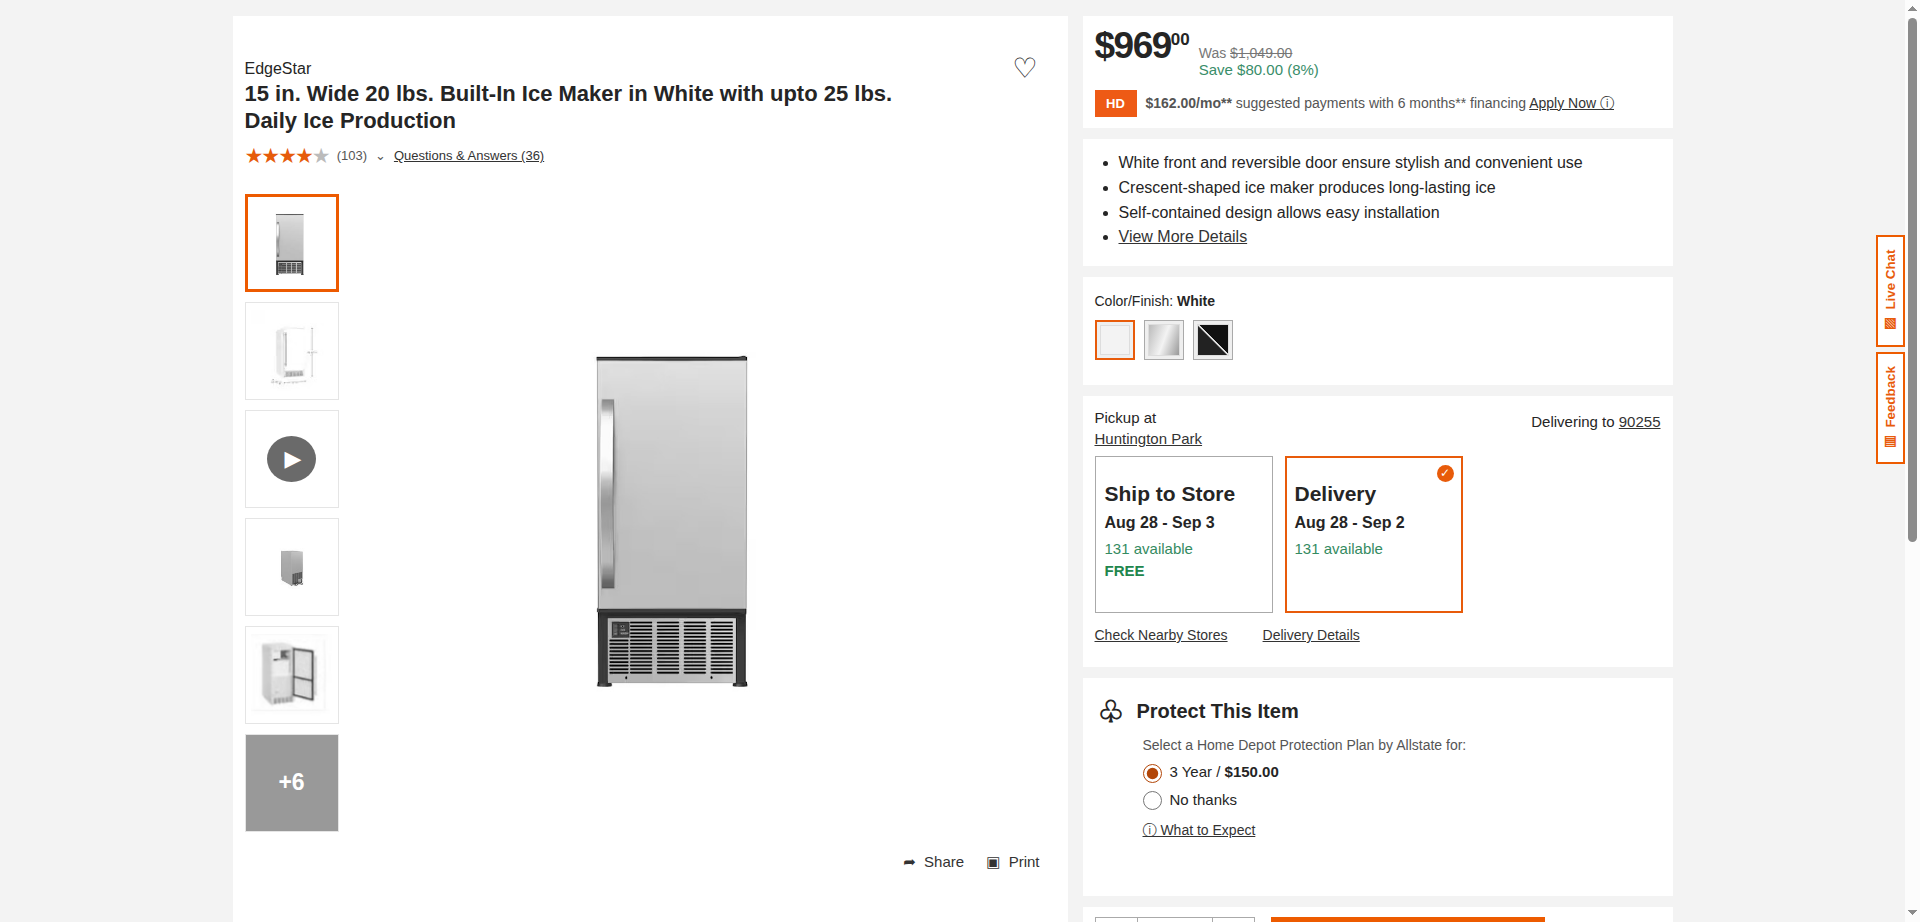 EdgeStar
15 in. Wide 20 lbs. Built-In Ice Maker in White with upto 25 lbs.
Daily Ice Production
(103)
Questions & Answers (36)
+6
Share
Print
$96900
Was $1,049.00
Save $80.00 (8%)
HD $162.00/mo** suggested payments with 6 months** financing Apply Now ⓘ
• White front and reversible door ensure stylish and convenient use
• Crescent-shaped ice maker produces long-lasting ice
• Self-contained design allows easy installation
• View More Details
Color/Finish: White
Pickup at
Huntington Park
Delivering to 90255
Ship to Store
Aug 28 - Sep 3
131 available
FREE
Delivery
Aug 28 - Sep 2
131 available
Check Nearby Stores
Delivery Details
Protect This Item
Select a Home Depot Protection Plan by Allstate for:
3 Year / $150.00
No thanks
ⓘ What to Expect
Live Chat
Feedback